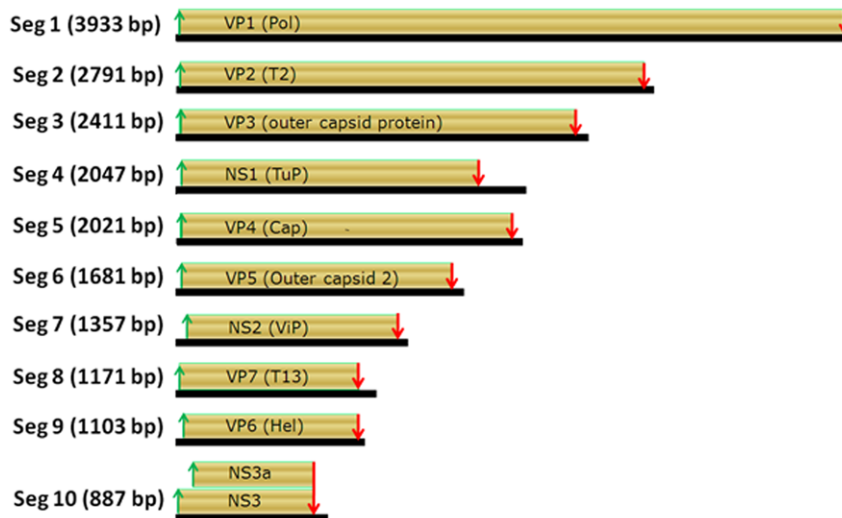 Seg 1 (3933 bp) VP1 (Pol)
Seg 2 (2791 bp) VP2 (T2)
Seg 3 (2411 bp) VP3 (outer capsid protein)
Seg 4 (2047 bp) NS1 (TuP)
Seg 5 (2021 bp) VP4 (Cap)
Seg 6 (1681 bp) VP5 (Outer capsid 2)
Seg 7 (1357 bp) NS2 (ViP)
Seg 8 (1171 bp) VP7 (T13)
Seg 9 (1103 bp) VP6 (Hel)
NS3a
Seg 10 (887 bp) NS3